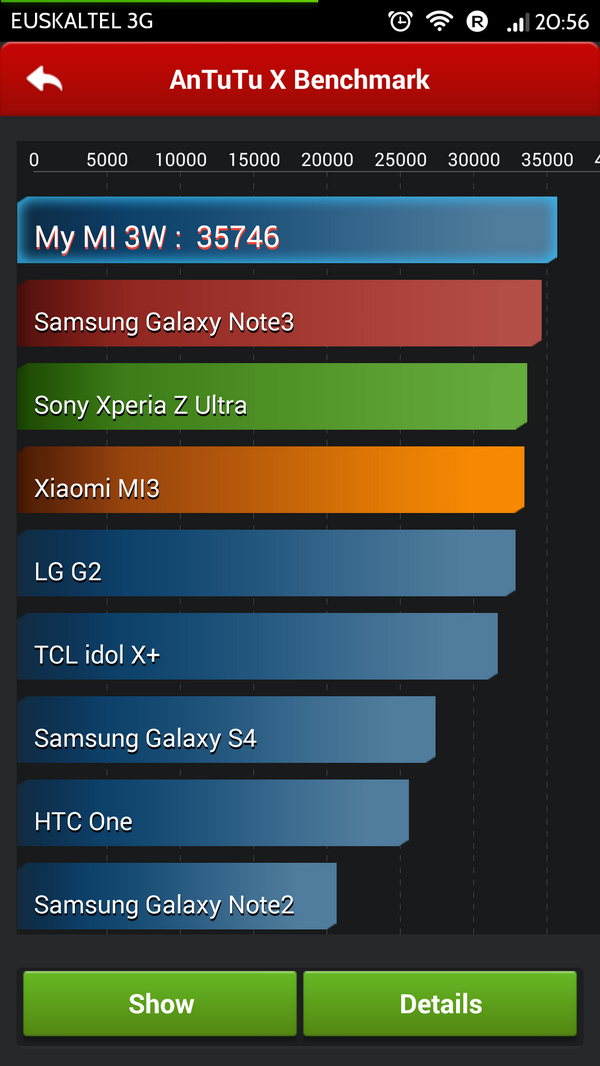 EUSKALTEL 3G R 20:56
AnTuTu X Benchmark
0 5000 10000 15000 20000 25000 30000 35000
My MI 3W : 35746
Samsung Galaxy Note3
Sony Xperia Z Ultra
Xiaomi MI3
LG G2
TCL idol X+
Samsung Galaxy S4
HTC One
Samsung Galaxy Note2
Show Details